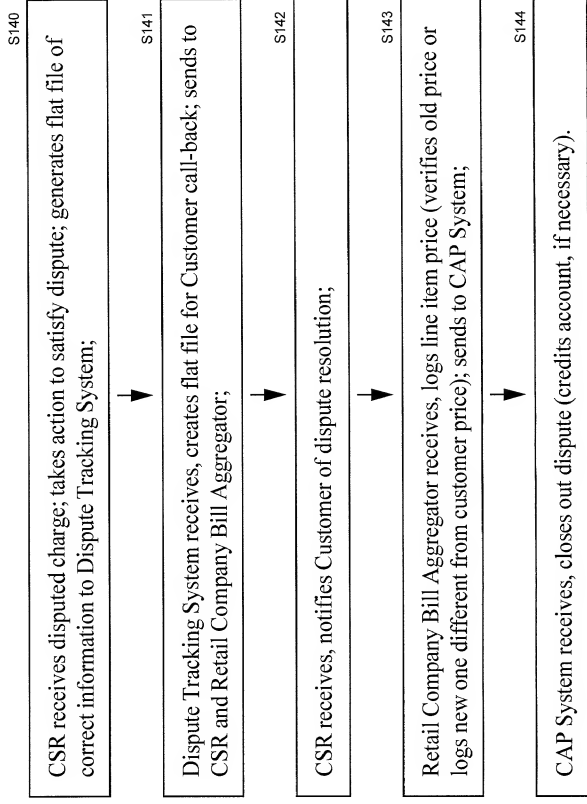 S140
CSR receives disputed charge; takes action to satisfy dispute; generates flat file of
correct information to Dispute Tracking System;
S141
Dispute Tracking System receives, creates flat file for Customer call-back; sends to
CSR and Retail Company Bill Aggregator;
S142
CSR receives, notifies Customer of dispute resolution;
S143
Retail Company Bill Aggregator receives, logs line item price (verifies old price or
logs new one different from customer price); sends to CAP System;
S144
CAP System receives, closes out dispute (credits account, if necessary).